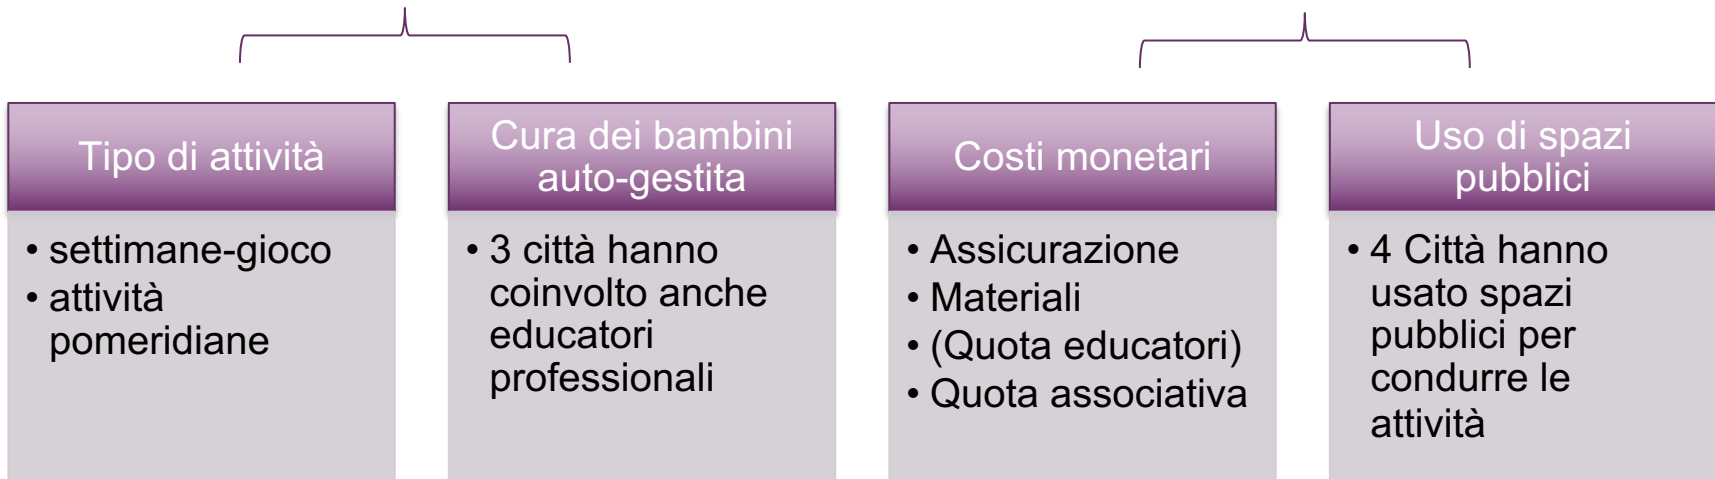 Tipo di attività
• settimane-gioco
• attività
pomeridiane
Cura dei bambini
auto-gestita
• 3 città hanno
coinvolto anche
educatori
professionali
Costi monetari
• Assicurazione
• Materiali
• (Quota educatori)
• Quota associativa
Uso di spazi
pubblici
• 4 Città hanno
usato spazi
pubblici per
condurre le
attività